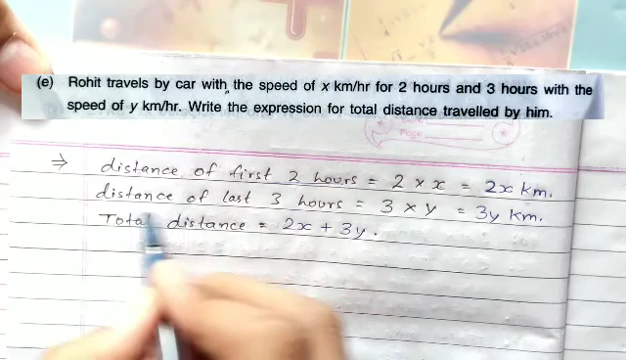 (e) Rohit travels by car with the speed of x km/hr for 2 hours and 3 hours with the
speed of y km/hr. Write the expression for total distance travelled by him.
Page
⇒ distance of first 2 hours = 2 × x = 2x km.
distance of last 3 hours = 3 × y = 3y km.
Total distance = 2x + 3y.